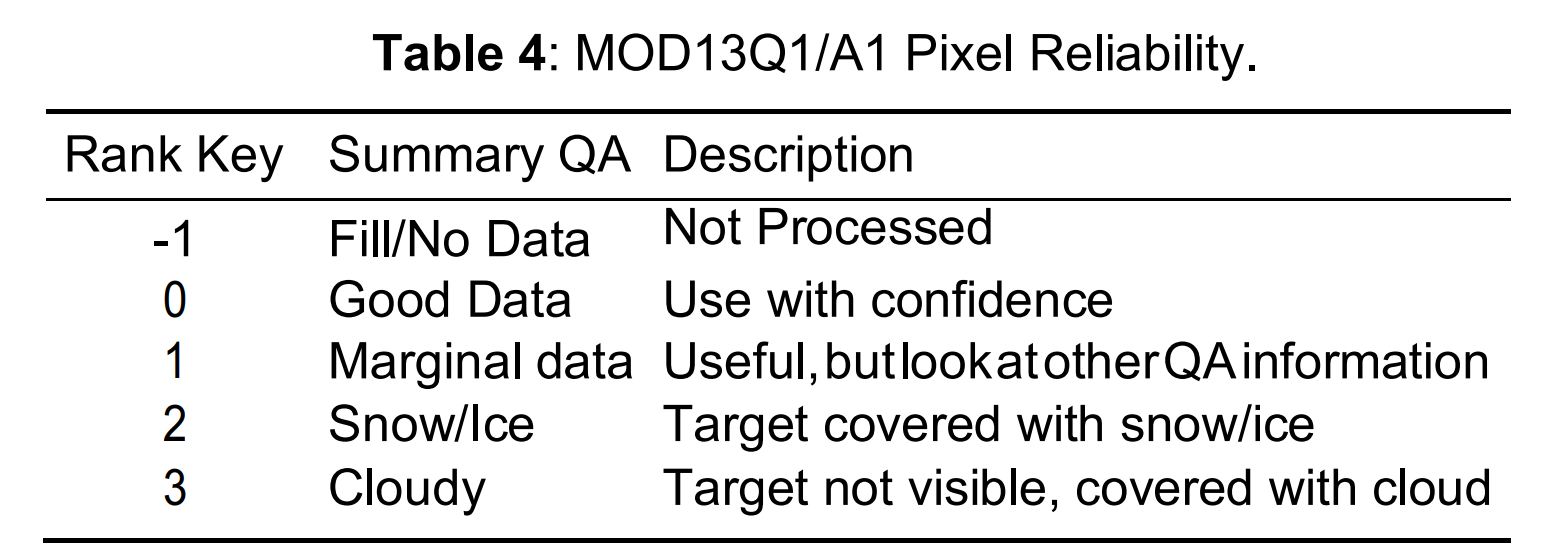 Table 4: MOD13Q1/A1 Pixel Reliability.
Rank Key Summary QA Description
-1 Fill/No Data Not Processed
0 Good Data Use with confidence
1 Marginal data Useful, but look at other QA information
2 Snow/Ice Target covered with snow/ice
3 Cloudy Target not visible, covered with cloud